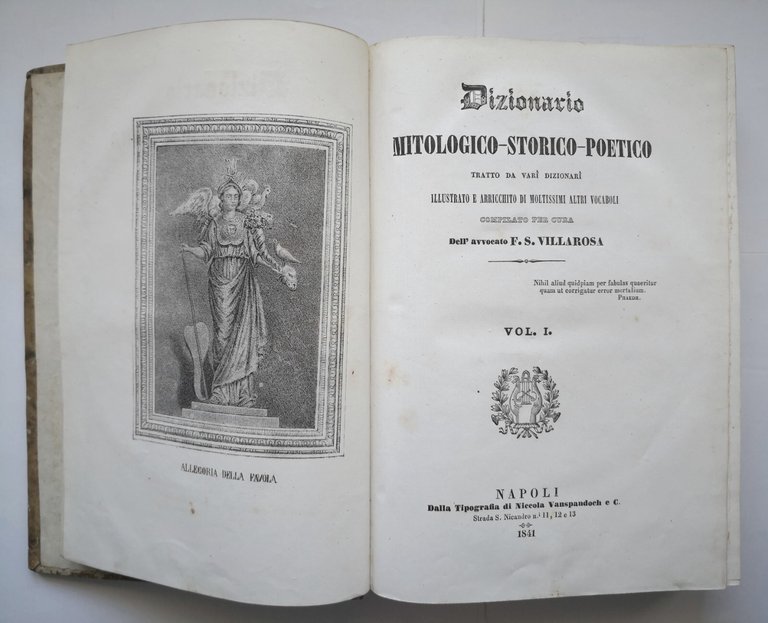 ALLEGORIA DELLA FAVOLA
Dizionario
MITOLOGICO-STORICO-POETICO
TRATTO DA VARÎ DIZIONARÎ
ILLUSTRATO E ARRICCHITO DI MOLTISSIMI ALTRI VOCABOLI
COMPILATO PER CURA
Dell' avvocato F. S. VILLAROSA
Nihil aliud quidpiam per fabulas quaeritur
quam ut corrigatur error mortalium.
PHAEDR.
VOL. I.
NAPOLI
Dalla Tipografia di Niccola Vanspandoch e C.
Strada S. Nicandro n.i 11, 12 e 13
1841